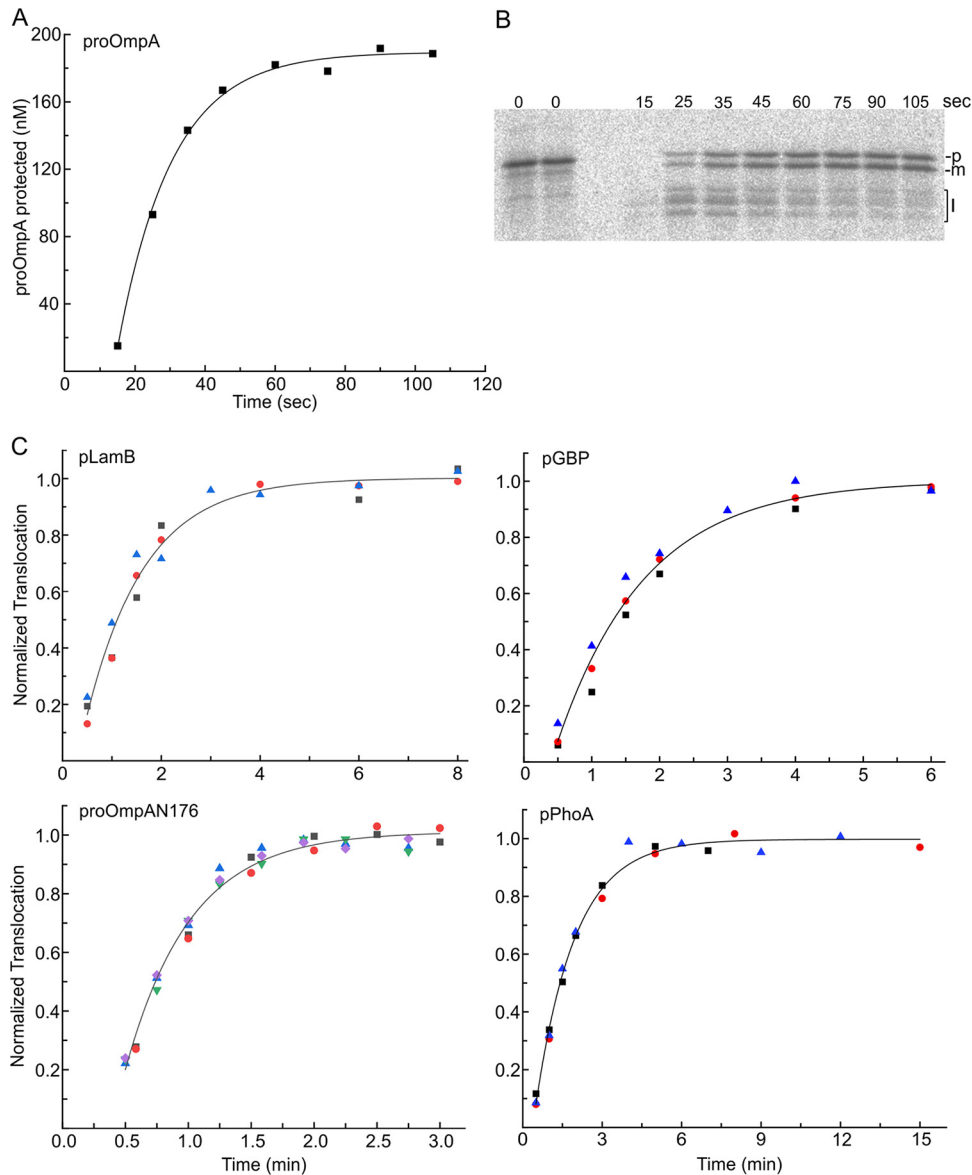 A
proOmpA
proOmpA protected (nM)
200
160
120
80
40
0 20 40 60 80 100 120
Time (sec)
B
0 0 15 25 35 45 60 75 90 105 sec
-p
-m
I
C
pLamB
Normalized Translocation
1.0
0.8
0.6
0.4
0.2
0 2 4 6 8
pGBP
1.0
0.8
0.6
0.4
0.2
0 1 2 3 4 5 6
proOmpAN176
Normalized Translocation
1.0
0.8
0.6
0.4
0.2
0.0 0.5 1.0 1.5 2.0 2.5 3.0
Time (min)
pPhoA
1.0
0.8
0.6
0.4
0.2
0 3 6 9 12 15
Time (min)